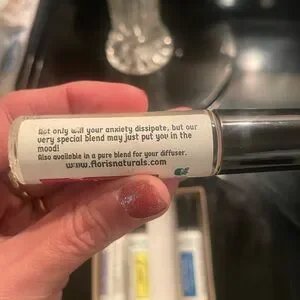 Not only will your anxiety dissipate, but our
very special blend may just put you in the
mood!
Also available in a pure blend for your diffuser.
www.florisnaturals.com